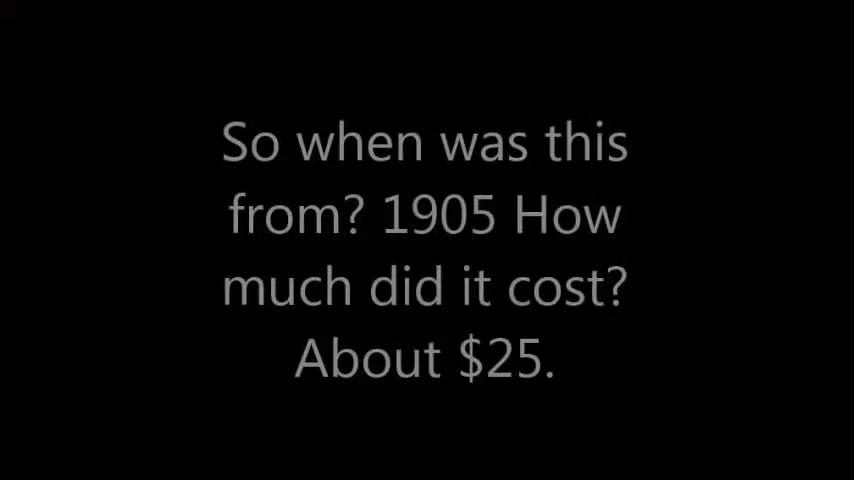 So when was this
from? 1905 How
much did it cost?
About $25.